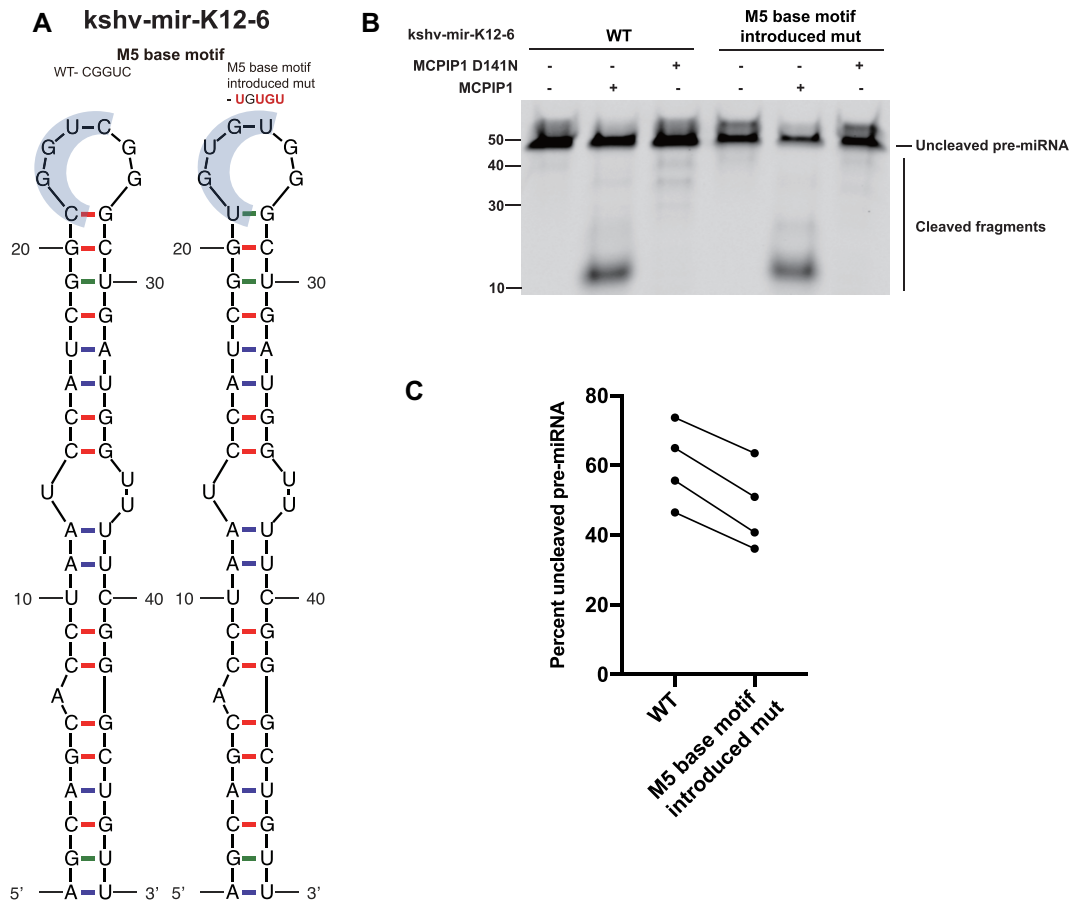 A
kshv-mir-K12-6
M5 base motif
WT- CGGUC
M5 base motif
introduced mut
- UGUGU
U C
G G
G G
C G
20 G C
G U 30
C G
U A
A U
C G
C G
U U
U
A U
A U
10 U C 40
C G
C G
A
C G
G C
A U
C G
G U
5' A U 3'
G U
U G
G G
U G
20 G C
G U 30
C G
U A
A U
C G
C G
U U
U
A U
A U
10 U C 40
C G
C G
A
C G
G C
A U
C G
G U
5' A U 3'
B
kshv-mir-K12-6
WT
M5 base motif
introduced mut
MCPIP1 D141N - - + - - +
MCPIP1 - + - - + -
50
40
30
10
Uncleaved pre-miRNA
Cleaved fragments
C
Percent uncleaved pre-miRNA
80
60
40
20
0
WT
M5 base motif
introduced mut